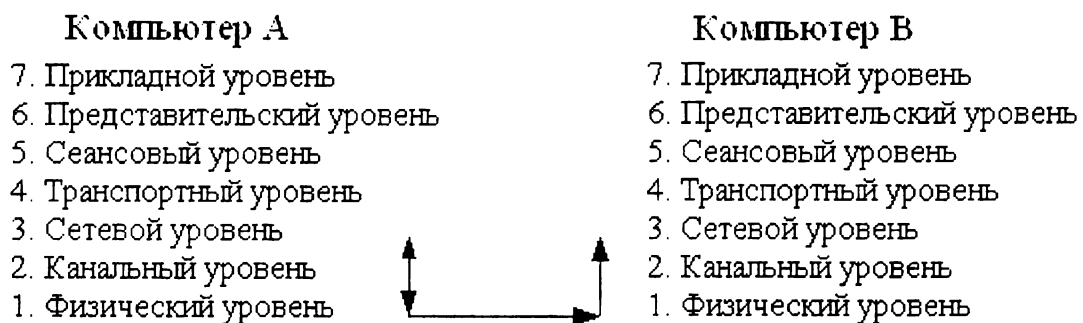 Компьютер А
7. Прикладной уровень
6. Представительский уровень
5. Сеансовый уровень
4. Транспортный уровень
3. Сетевой уровень
2. Канальный уровень
1. Физический уровень
Компьютер В
7. Прикладной уровень
6. Представительский уровень
5. Сеансовый уровень
4. Транспортный уровень
3. Сетевой уровень
2. Канальный уровень
1. Физический уровень